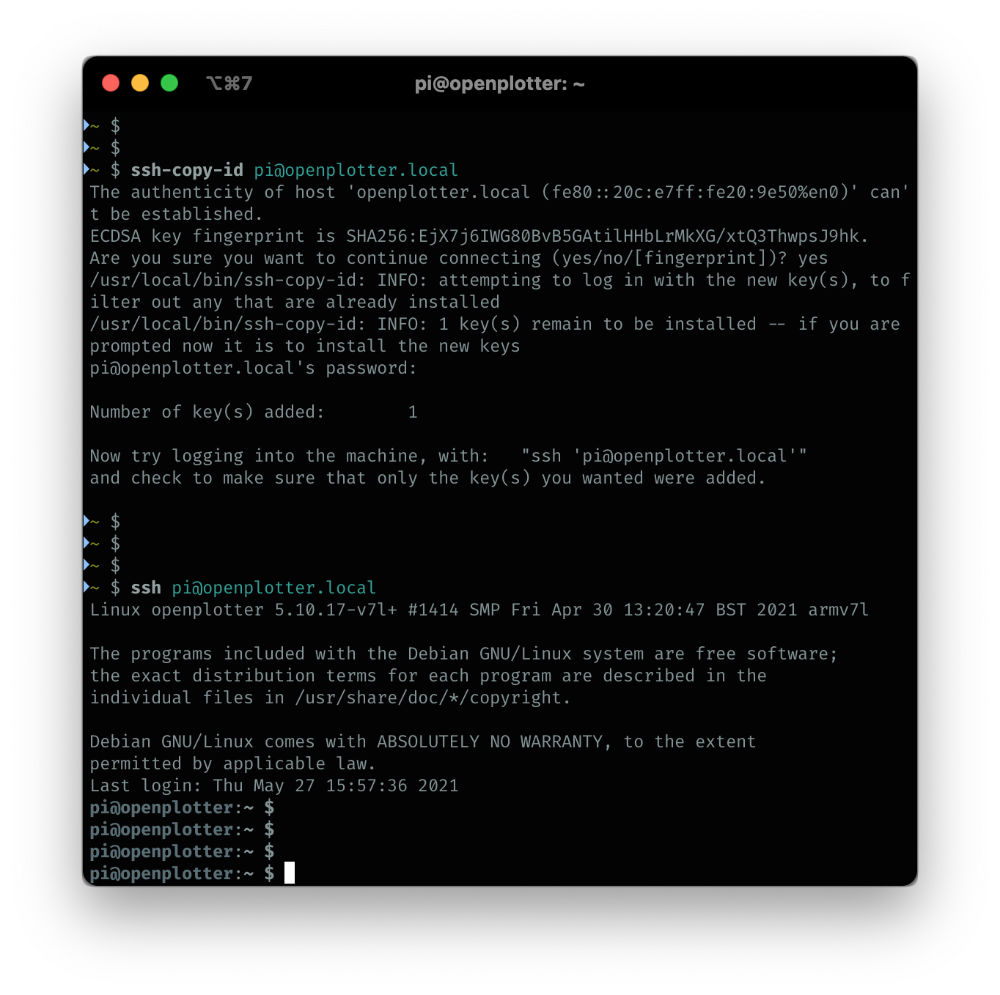 ⌥⌘7 pi@openplotter: ~
~ $
~ $
~ $ ssh-copy-id pi@openplotter.local
The authenticity of host 'openplotter.local (fe80::20c:e7ff:fe20:9e50%en0)' can'
t be established.
ECDSA key fingerprint is SHA256:EjX7j6IWG80BvB5GAtilHHbLrMkXG/xtQ3ThwpsJ9hk.
Are you sure you want to continue connecting (yes/no/[fingerprint])? yes
/usr/local/bin/ssh-copy-id: INFO: attempting to log in with the new key(s), to f
ilter out any that are already installed
/usr/local/bin/ssh-copy-id: INFO: 1 key(s) remain to be installed -- if you are
prompted now it is to install the new keys
pi@openplotter.local's password:
Number of key(s) added:        1
Now try logging into the machine, with:   "ssh 'pi@openplotter.local'"
and check to make sure that only the key(s) you wanted were added.
~ $
~ $
~ $
~ $ ssh pi@openplotter.local
Linux openplotter 5.10.17-v7l+ #1414 SMP Fri Apr 30 13:20:47 BST 2021 armv7l
The programs included with the Debian GNU/Linux system are free software;
the exact distribution terms for each program are described in the
individual files in /usr/share/doc/*/copyright.
Debian GNU/Linux comes with ABSOLUTELY NO WARRANTY, to the extent
permitted by applicable law.
Last login: Thu May 27 15:57:36 2021
pi@openplotter:~ $
pi@openplotter:~ $
pi@openplotter:~ $
pi@openplotter:~ $